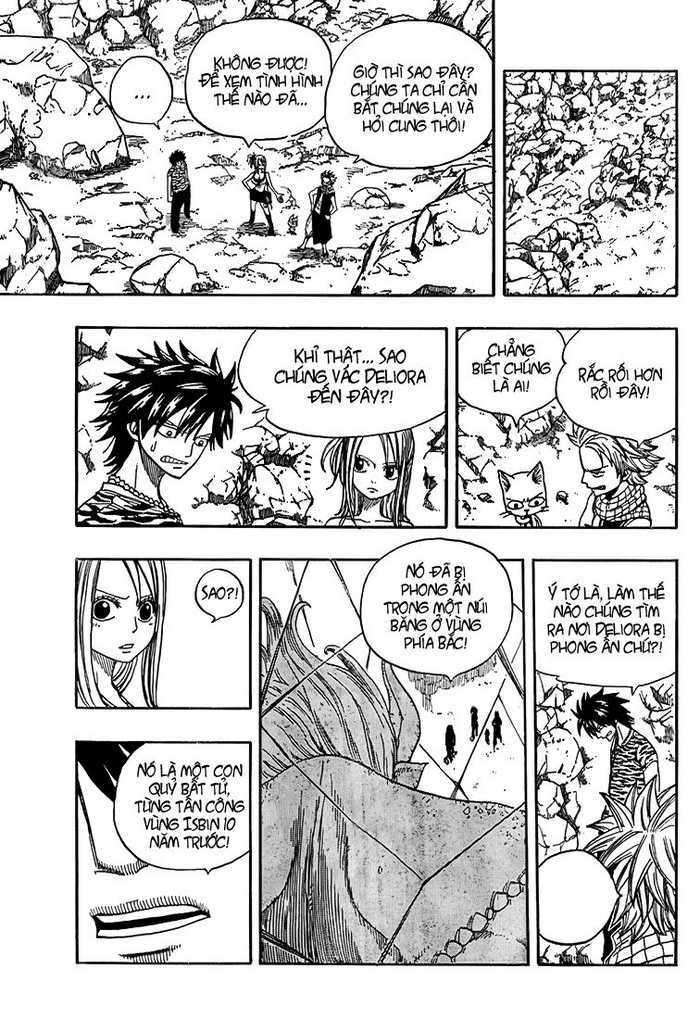 GIỜ THÌ SAO ĐÂY?
CHÚNG TA CHỈ CẦN
BẮT CHÚNG LẠI VÀ
HỎI CUNG THÔI!
KHÔNG ĐƯỢC!
ĐỂ XEM TÌNH HÌNH
THẾ NÀO ĐÃ...
...
RẮC RỐI HƠN
RỒI ĐÂY!
CHẲNG
BIẾT CHÚNG
LÀ AI!
KHỈ THẬT... SAO
CHÚNG VÁC DELIORA
ĐẾN ĐÂY?!
Ý TỚ LÀ, LÀM THẾ
NÀO CHÚNG TÌM
RA NƠI DELIORA BỊ
PHONG ẤN CHỨ?!
NÓ ĐÃ BỊ
PHONG ẤN
TRONG MỘT NÚI
BĂNG Ở VÙNG
PHÍA BẮC!
SAO?!
NÓ LÀ MỘT CON
QUỶ BẤT TỬ,
TỪNG TẤN CÔNG
VÙNG ISBIN 10
NĂM TRƯỚC!